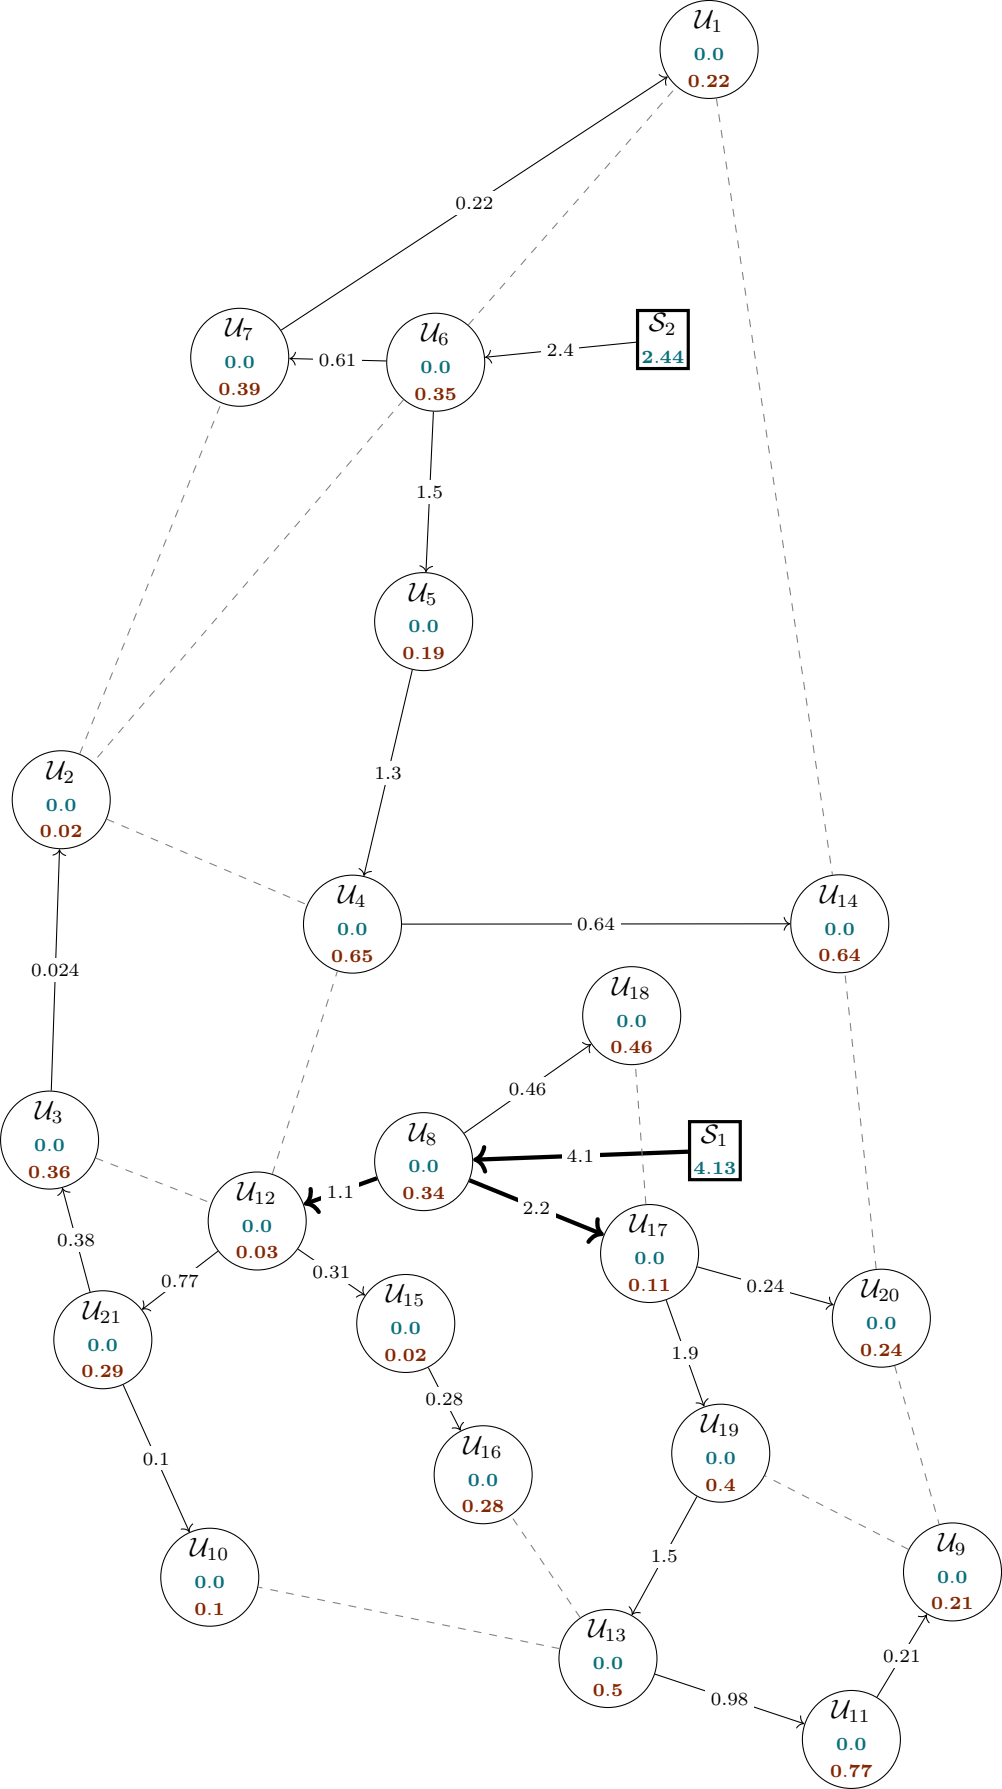 𝒰₁
0.0
0.22
0.22
𝒰₇
0.0
0.39
0.61
𝒰₆
0.0
0.35
2.4
𝒮₂
2.44
1.5
𝒰₅
0.0
0.19
1.3
𝒰₂
0.0
0.02
𝒰₄
0.0
0.65
0.64
𝒰₁₄
0.0
0.64
0.024
𝒰₁₈
0.0
0.46
0.46
𝒰₃
0.0
0.36
𝒰₈
0.0
0.34
4.1
𝒮₁
4.13
1.1
2.2
𝒰₁₂
0.0
0.03
𝒰₁₇
0.0
0.11
0.38
0.77
0.31
0.24
𝒰₂₁
0.0
0.29
𝒰₁₅
0.0
0.02
𝒰₂₀
0.0
0.24
1.9
0.28
0.1
𝒰₁₆
0.0
0.28
𝒰₁₉
0.0
0.4
1.5
𝒰₁₀
0.0
0.1
𝒰₉
0.0
0.21
𝒰₁₃
0.0
0.5
0.21
0.98
𝒰₁₁
0.0
0.77